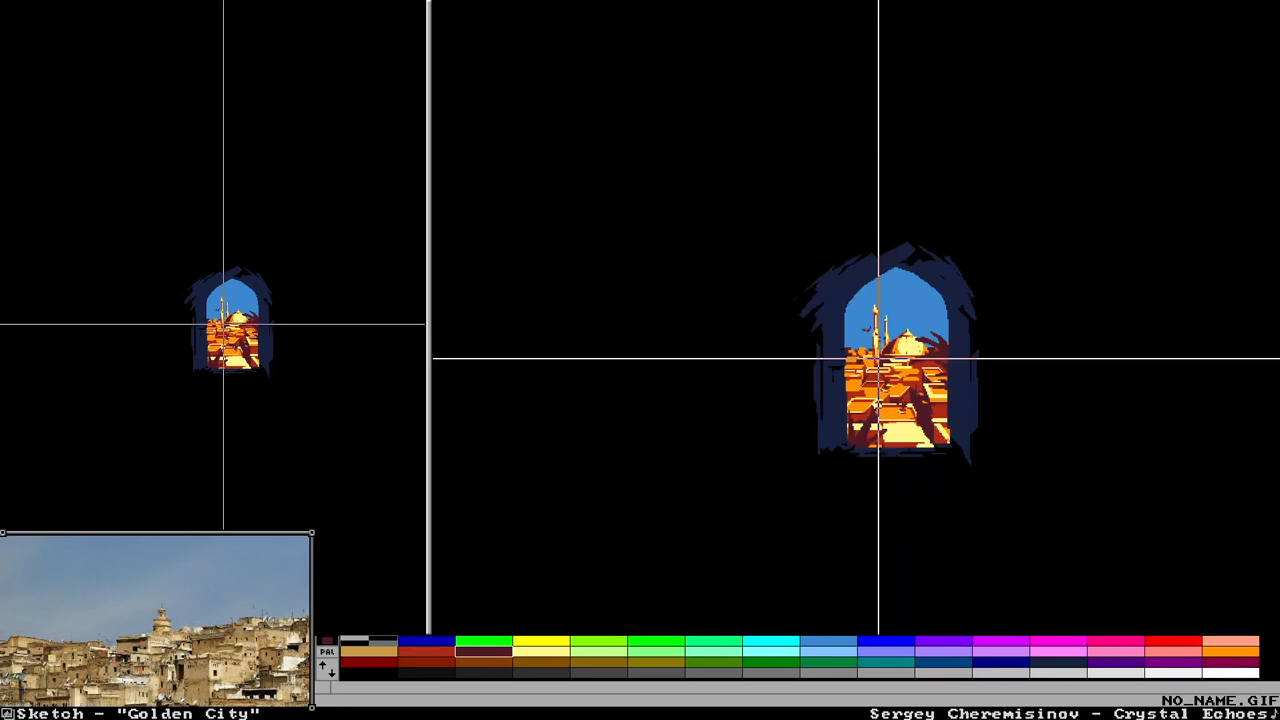 PAL
NO_NAME.GIF
Sketch - "Golden City"
Sergey Cheremisinov - Crystal Echoes♪